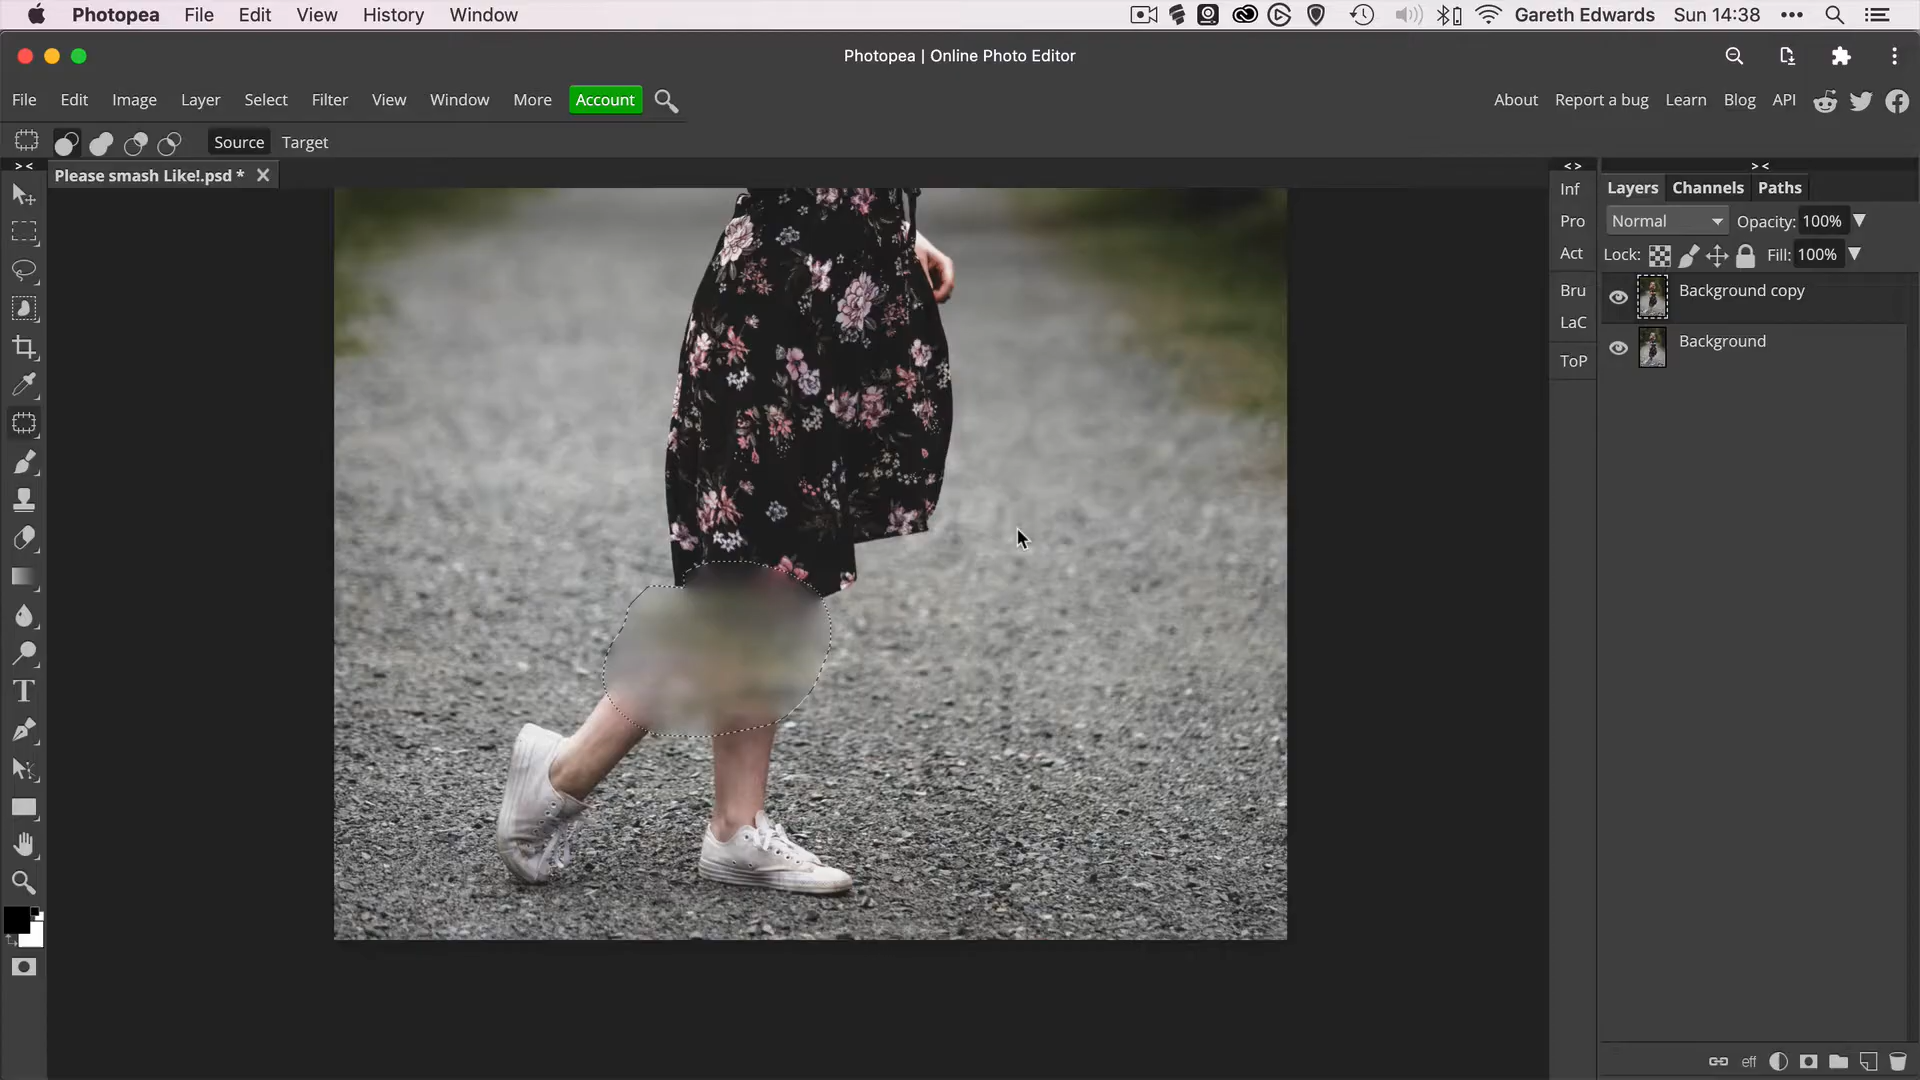 Photopea File Edit View History Window Gareth Edwards Sun 14:38
Photopea | Online Photo Editor
File Edit Image Layer Select Filter View Window More Account About Report a bug Learn Blog API
Source Target
> < < > > <
Please smash Like!.psd *
Inf
Pro
Act
Bru
LaC
ToP
Layers Channels Paths
Normal Opacity: 100%
Lock: Fill: 100%
Background copy
Background
eff